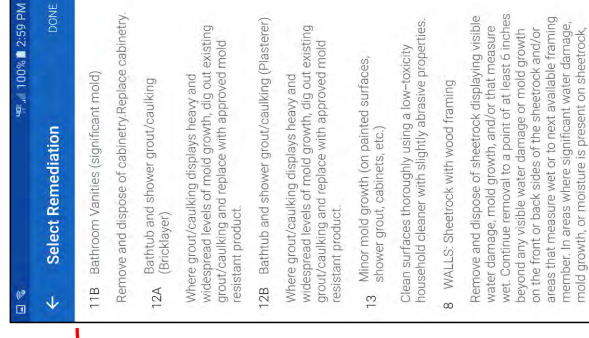 100% 2:59 PM
← Select Remediation DONE
11B Bathroom Vanities (significant mold)
Remove and dispose of cabinetry.Replace cabinetry.
12A Bathtub and shower grout/caulking
(Bricklayer)
Where grout/caulking displays heavy and
widespread levels of mold growth, dig out existing
grout/caulking and replace with approved mold
resistant product.
12B Bathtub and shower grout/caulking (Plasterer)
Where grout/caulking displays heavy and
widespread levels of mold growth, dig out existing
grout/caulking and replace with approved mold
resistant product.
13 Minor mold growth (on painted surfaces,
shower grout, cabinets, etc.)
Clean surfaces thoroughly using a low–toxicity
household cleaner with slightly abrasive properties.
8 WALLS: Sheetrock with wood framing
Remove and dispose of sheetrock displaying visible
water damage, mold growth, and/or that measure
wet. Continue removal to a point of at least 6 inches
beyond any visible water damage or mold growth
on the front or back sides of the sheetrock and/or
areas that measure wet or to next available framing
member. In areas where significant water damage,
mold growth, or moisture is present on sheetrock,